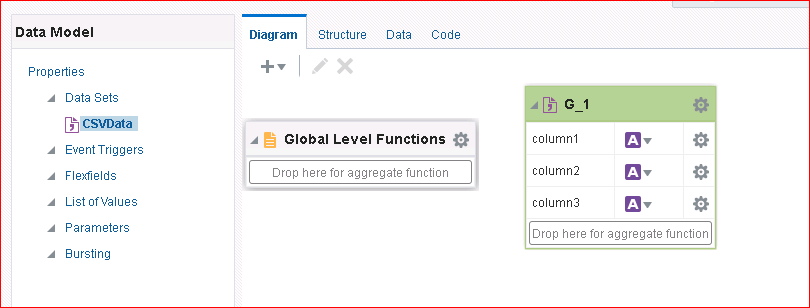 Data Model
Properties
Data Sets
CSVData
Event Triggers
Flexfields
List of Values
Parameters
Bursting
Diagram Structure Data Code
Global Level Functions
Drop here for aggregate function
G_1
column1 A
column2 A
column3 A
Drop here for aggregate function